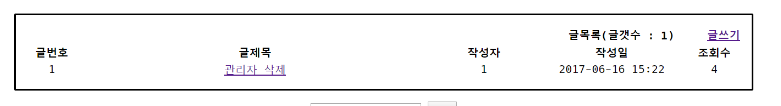 글목록(글갯수 : 1) 글쓰기
글번호 글제목 작성자 작성일 조회수
1 관리자 삭제 1 2017-06-16 15:22 4